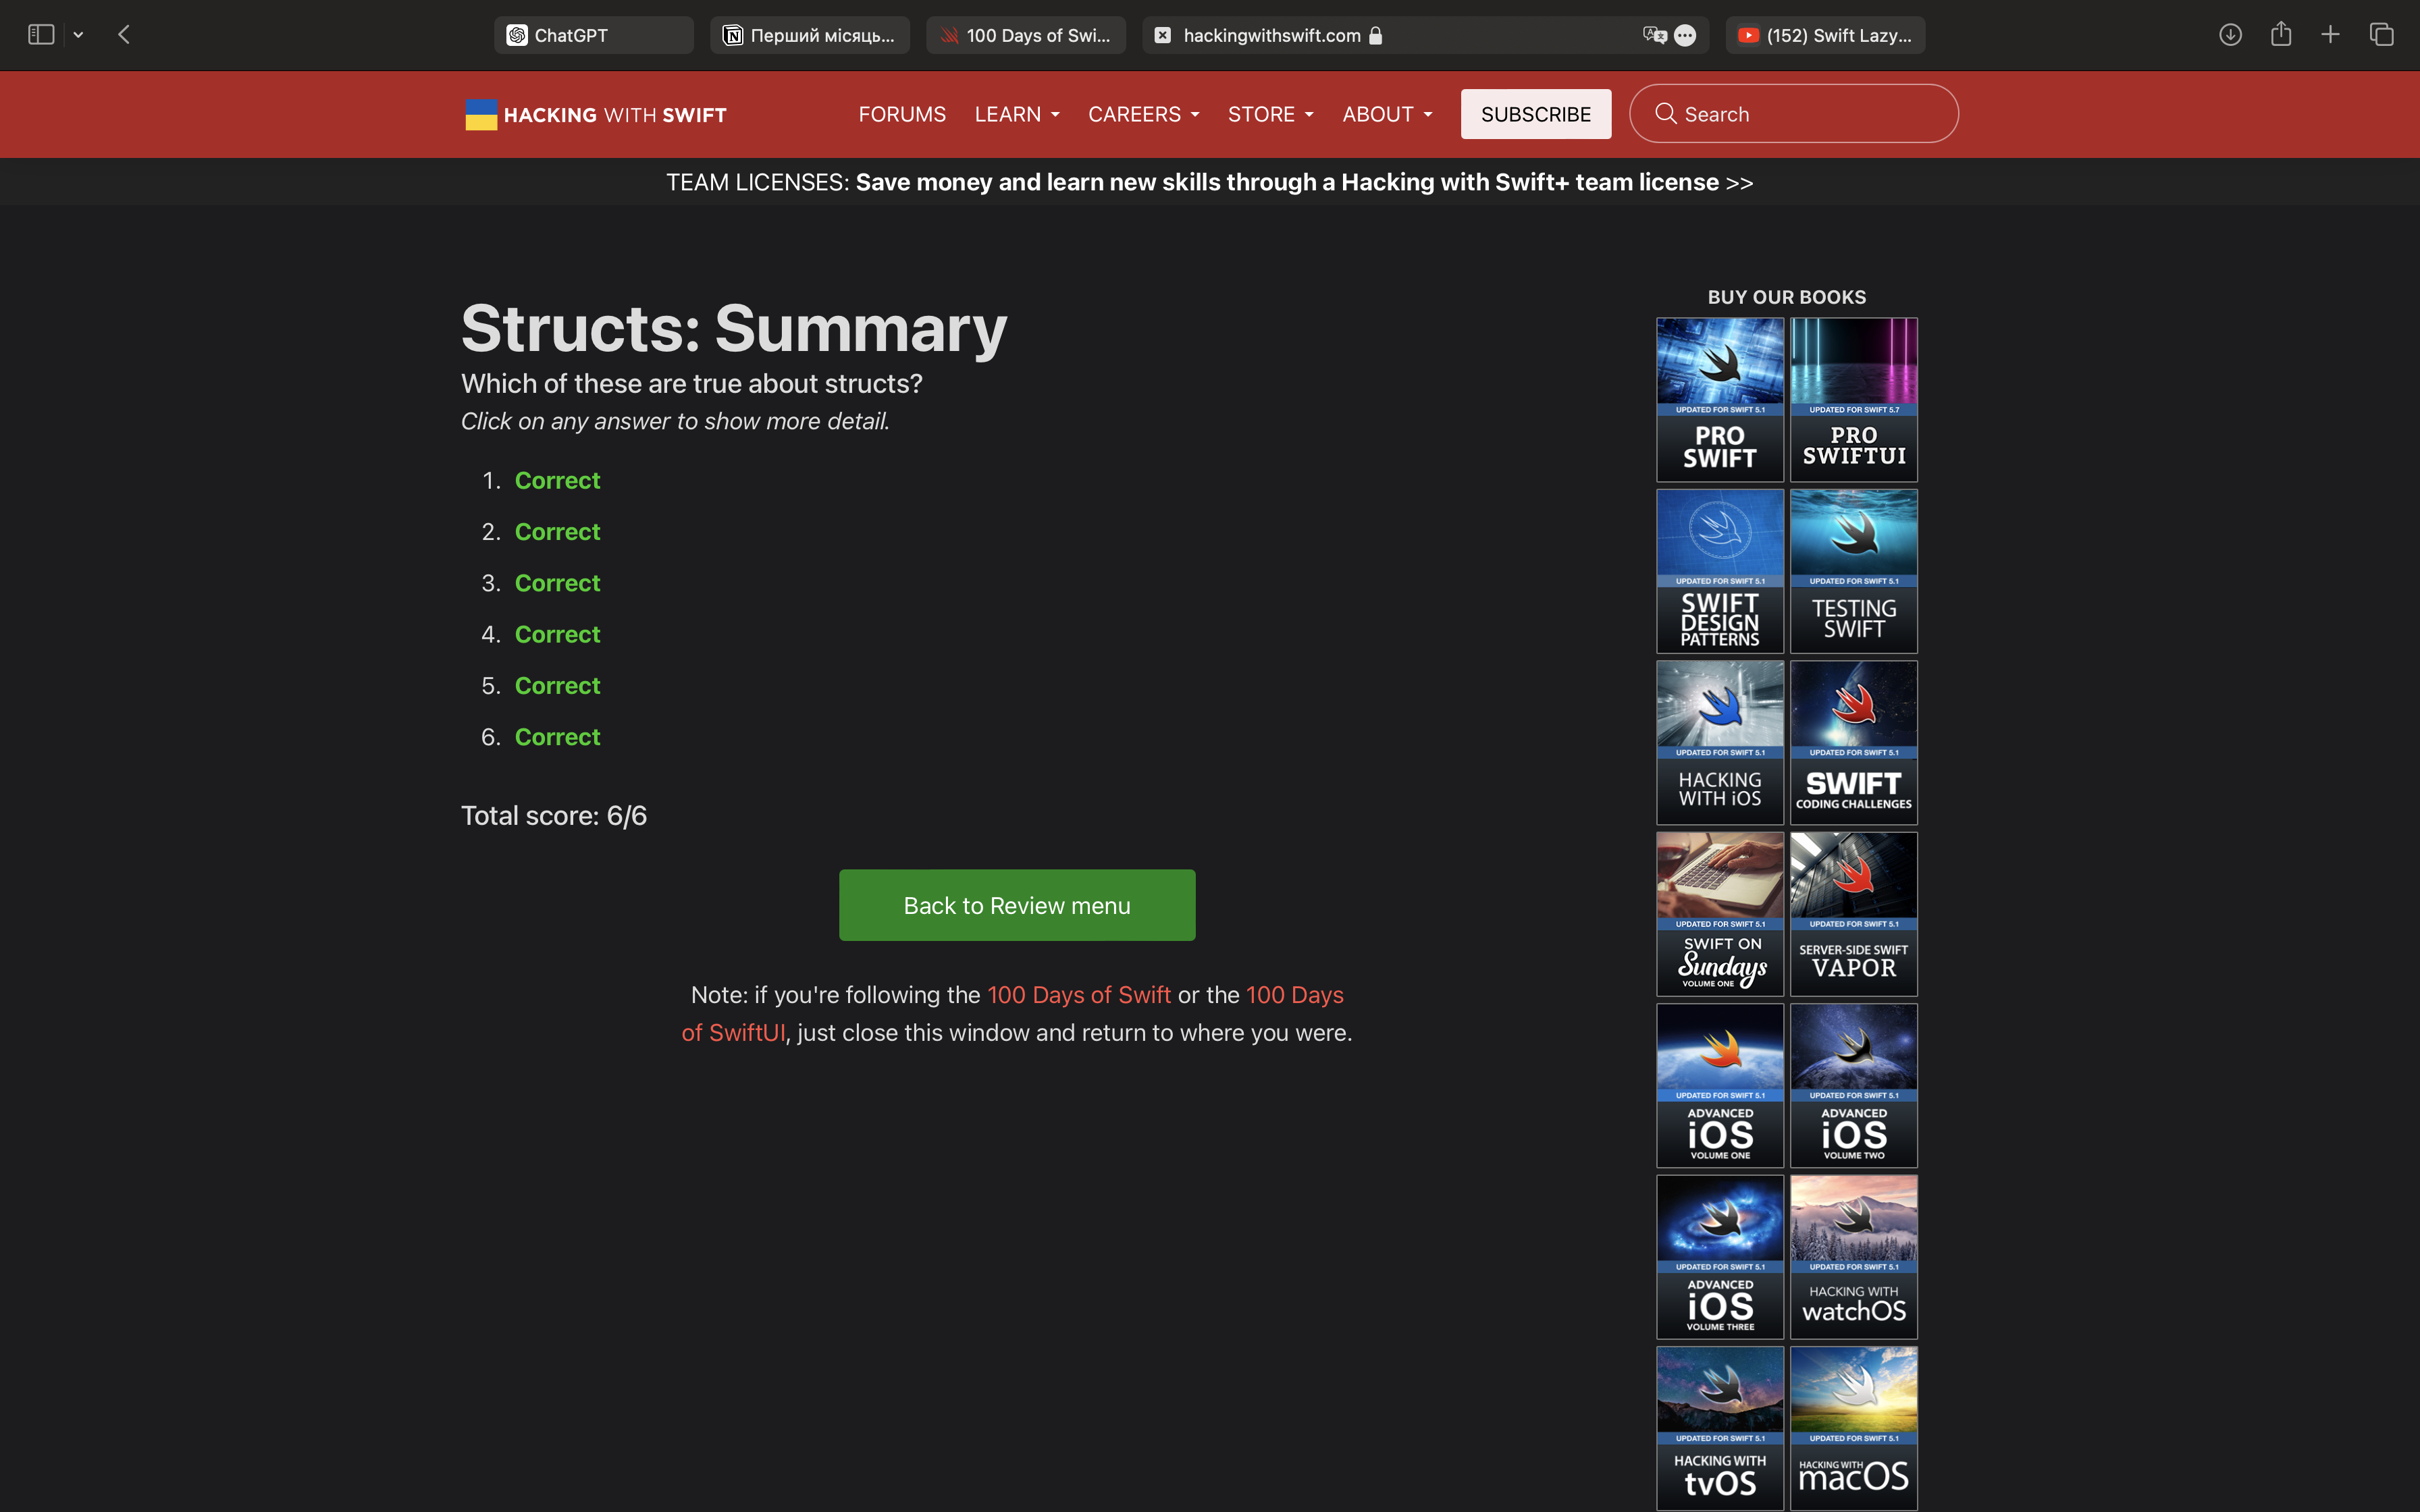 ChatGPT
Перший місяць...
100 Days of Swi...
hackingwithswift.com
(152) Swift Lazy...
HACKING WITH SWIFT
FORUMS
LEARN
CAREERS
STORE
ABOUT
SUBSCRIBE
Search
TEAM LICENSES: Save money and learn new skills through a Hacking with Swift+ team license >>
Structs: Summary
Which of these are true about structs?
Click on any answer to show more detail.
1. Correct
2. Correct
3. Correct
4. Correct
5. Correct
6. Correct
Total score: 6/6
Back to Review menu
Note: if you're following the 100 Days of Swift or the 100 Days
of SwiftUI, just close this window and return to where you were.
BUY OUR BOOKS
UPDATED FOR SWIFT 5.1
PRO
SWIFT
UPDATED FOR SWIFT 5.7
PRO
SWIFTUI
UPDATED FOR SWIFT 5.1
SWIFT
DESIGN
PATTERNS
UPDATED FOR SWIFT 5.1
TESTING
SWIFT
UPDATED FOR SWIFT 5.1
HACKING
WITH iOS
UPDATED FOR SWIFT 5.1
SWIFT
CODING CHALLENGES
UPDATED FOR SWIFT 5.1
SWIFT ON
Sundays
VOLUME ONE
UPDATED FOR SWIFT 5.1
SERVER-SIDE SWIFT
VAPOR
UPDATED FOR SWIFT 5.1
ADVANCED
iOS
VOLUME ONE
UPDATED FOR SWIFT 5.1
ADVANCED
iOS
VOLUME TWO
UPDATED FOR SWIFT 5.1
ADVANCED
iOS
VOLUME THREE
UPDATED FOR SWIFT 5.1
HACKING WITH
watchOS
UPDATED FOR SWIFT 5.1
HACKING WITH
tvOS
UPDATED FOR SWIFT 5.1
HACKING WITH
macOS